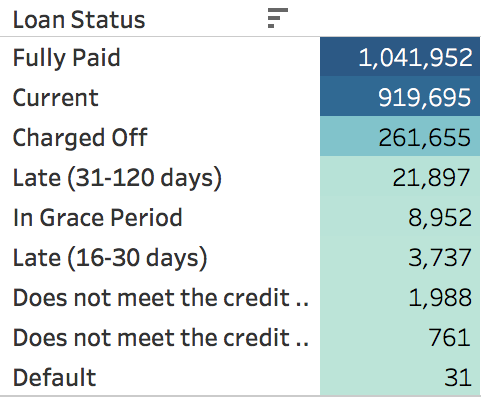 Loan Status
Fully Paid 1,041,952
Current 919,695
Charged Off 261,655
Late (31-120 days) 21,897
In Grace Period 8,952
Late (16-30 days) 3,737
Does not meet the credit .. 1,988
Does not meet the credit .. 761
Default 31